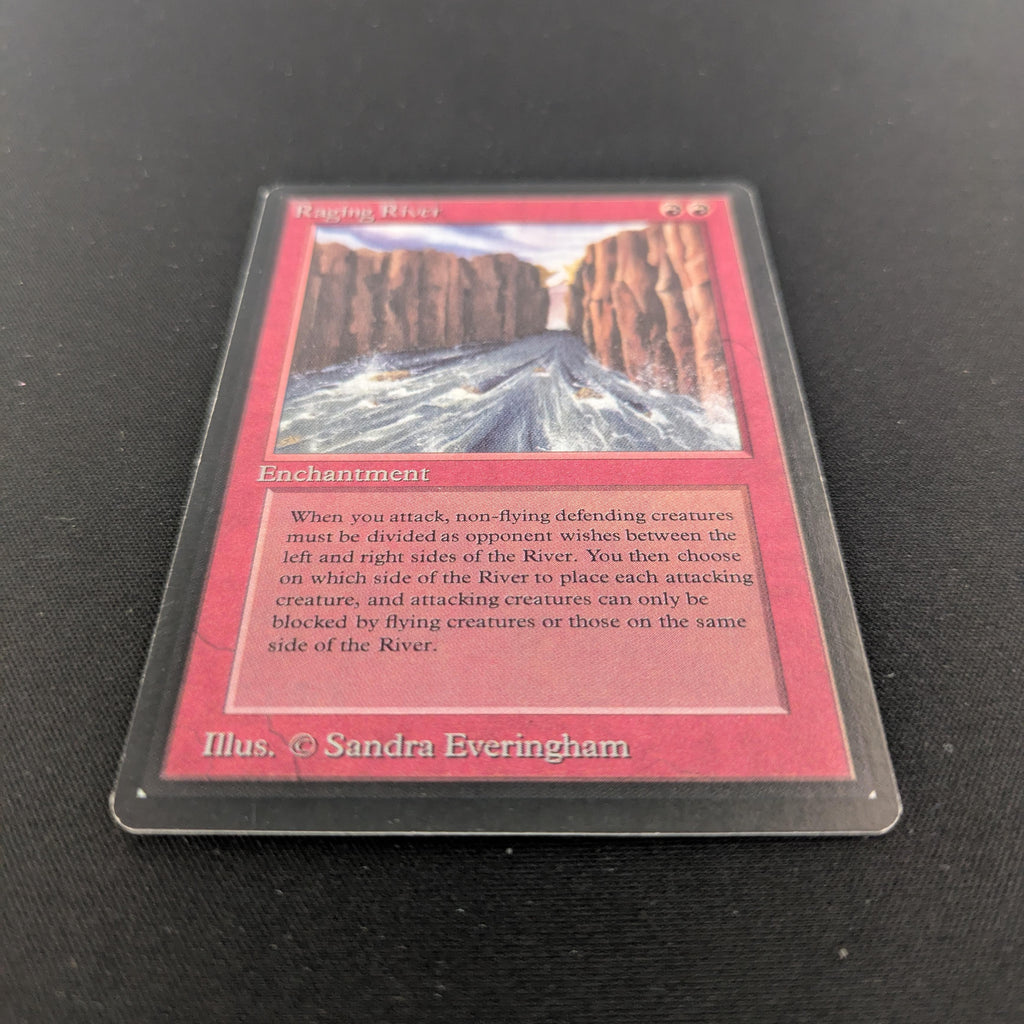 Raging River
Enchantment
When you attack, non-flying defending creatures
must be divided as opponent wishes between the
left and right sides of the River. You then choose
on which side of the River to place each attacking
creature, and attacking creatures can only be
blocked by flying creatures or those on the same
side of the River.
Illus. © Sandra Everingham